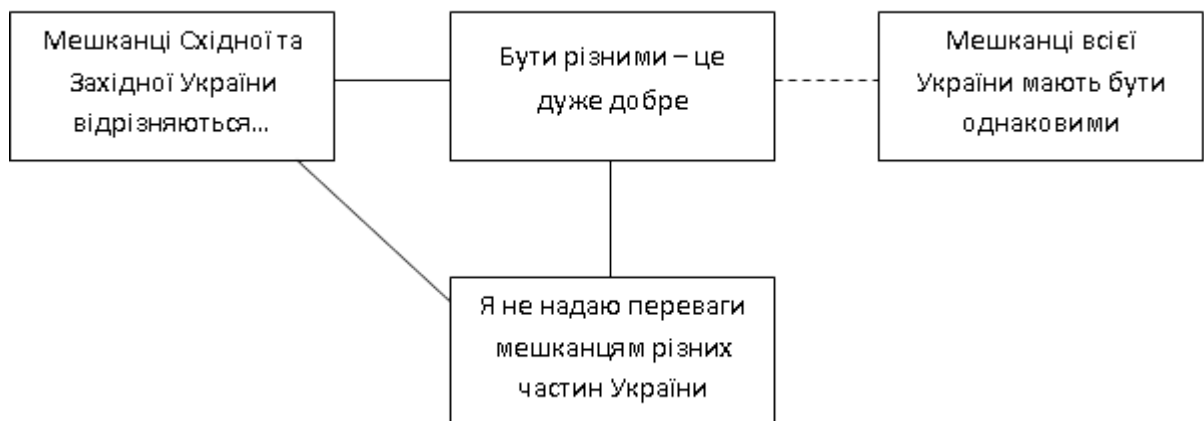 Мешканці Східної та
Західної України
відрізняються...
Бути різними – це
дуже добре
Мешканці всієї
України мають бути
однаковими
Я не надаю переваги
мешканцям різних
частин України